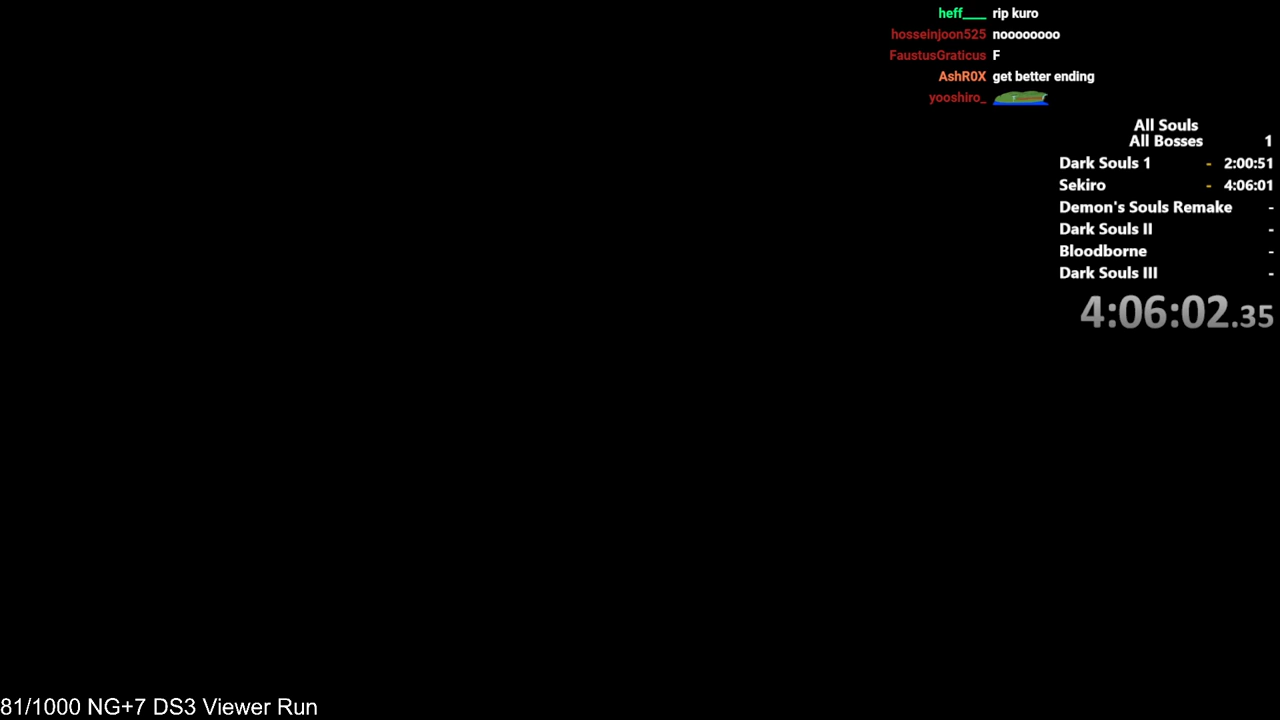 heff____ rip kuro
hosseinjoon525 noooooooo
FaustusGraticus F
AshR0X get better ending
yooshiro_
All Souls
All Bosses 1
Dark Souls 1 - 2:00:51
Sekiro - 4:06:01
Demon's Souls Remake -
Dark Souls II -
Bloodborne -
Dark Souls III -
4:06:02.35
81/1000 NG+7 DS3 Viewer Run